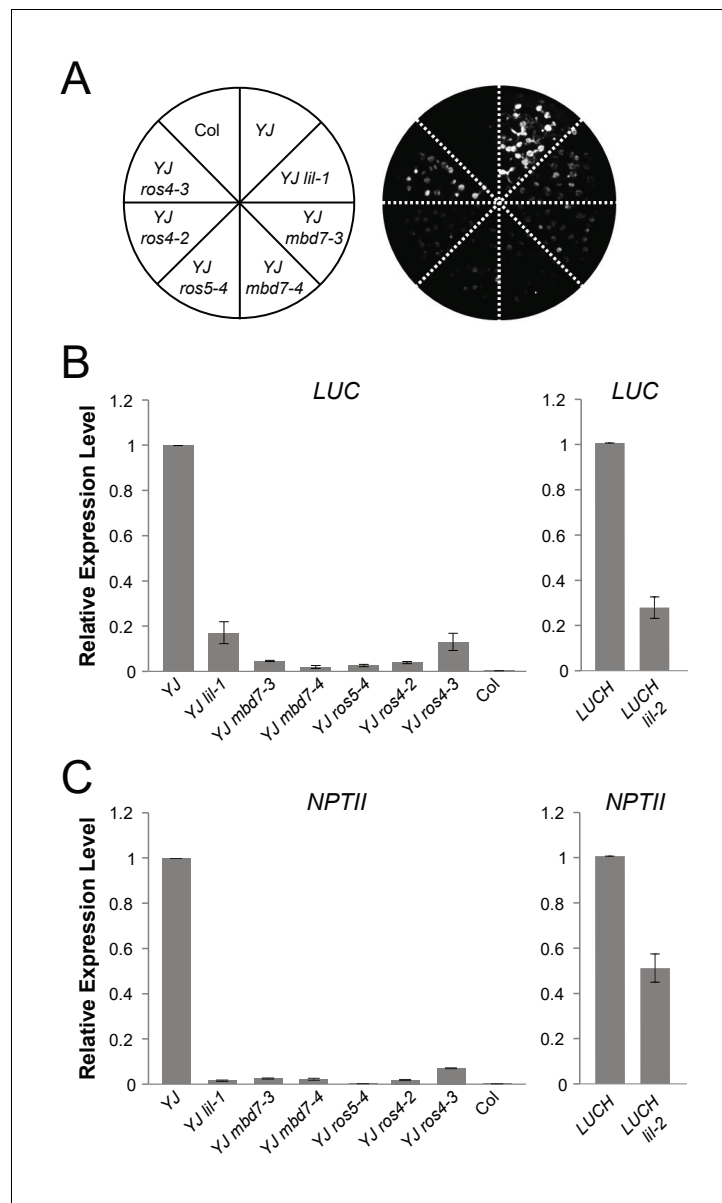 A
Col
YJ
YJ
ros4-3
YJ lil-1
YJ
ros4-2
YJ
mbd7-3
YJ
ros5-4
YJ
mbd7-4
B
LUC
Relative Expression Level
1.2
1
0.8
0.6
0.4
0.2
0
YJ
YJ lil-1
YJ mbd7-3
YJ mbd7-4
YJ ros5-4
YJ ros4-2
YJ ros4-3
Col
LUC
1.2
1
0.8
0.6
0.4
0.2
0
LUCH
LUCH
lil-2
C
NPTII
Relative Expression Level
1.2
1
0.8
0.6
0.4
0.2
0
YJ
YJ lil-1
YJ mbd7-3
YJ mbd7-4
YJ ros5-4
YJ ros4-2
YJ ros4-3
Col
NPTII
1.2
1
0.8
0.6
0.4
0.2
0
LUCH
LUCH
lil-2